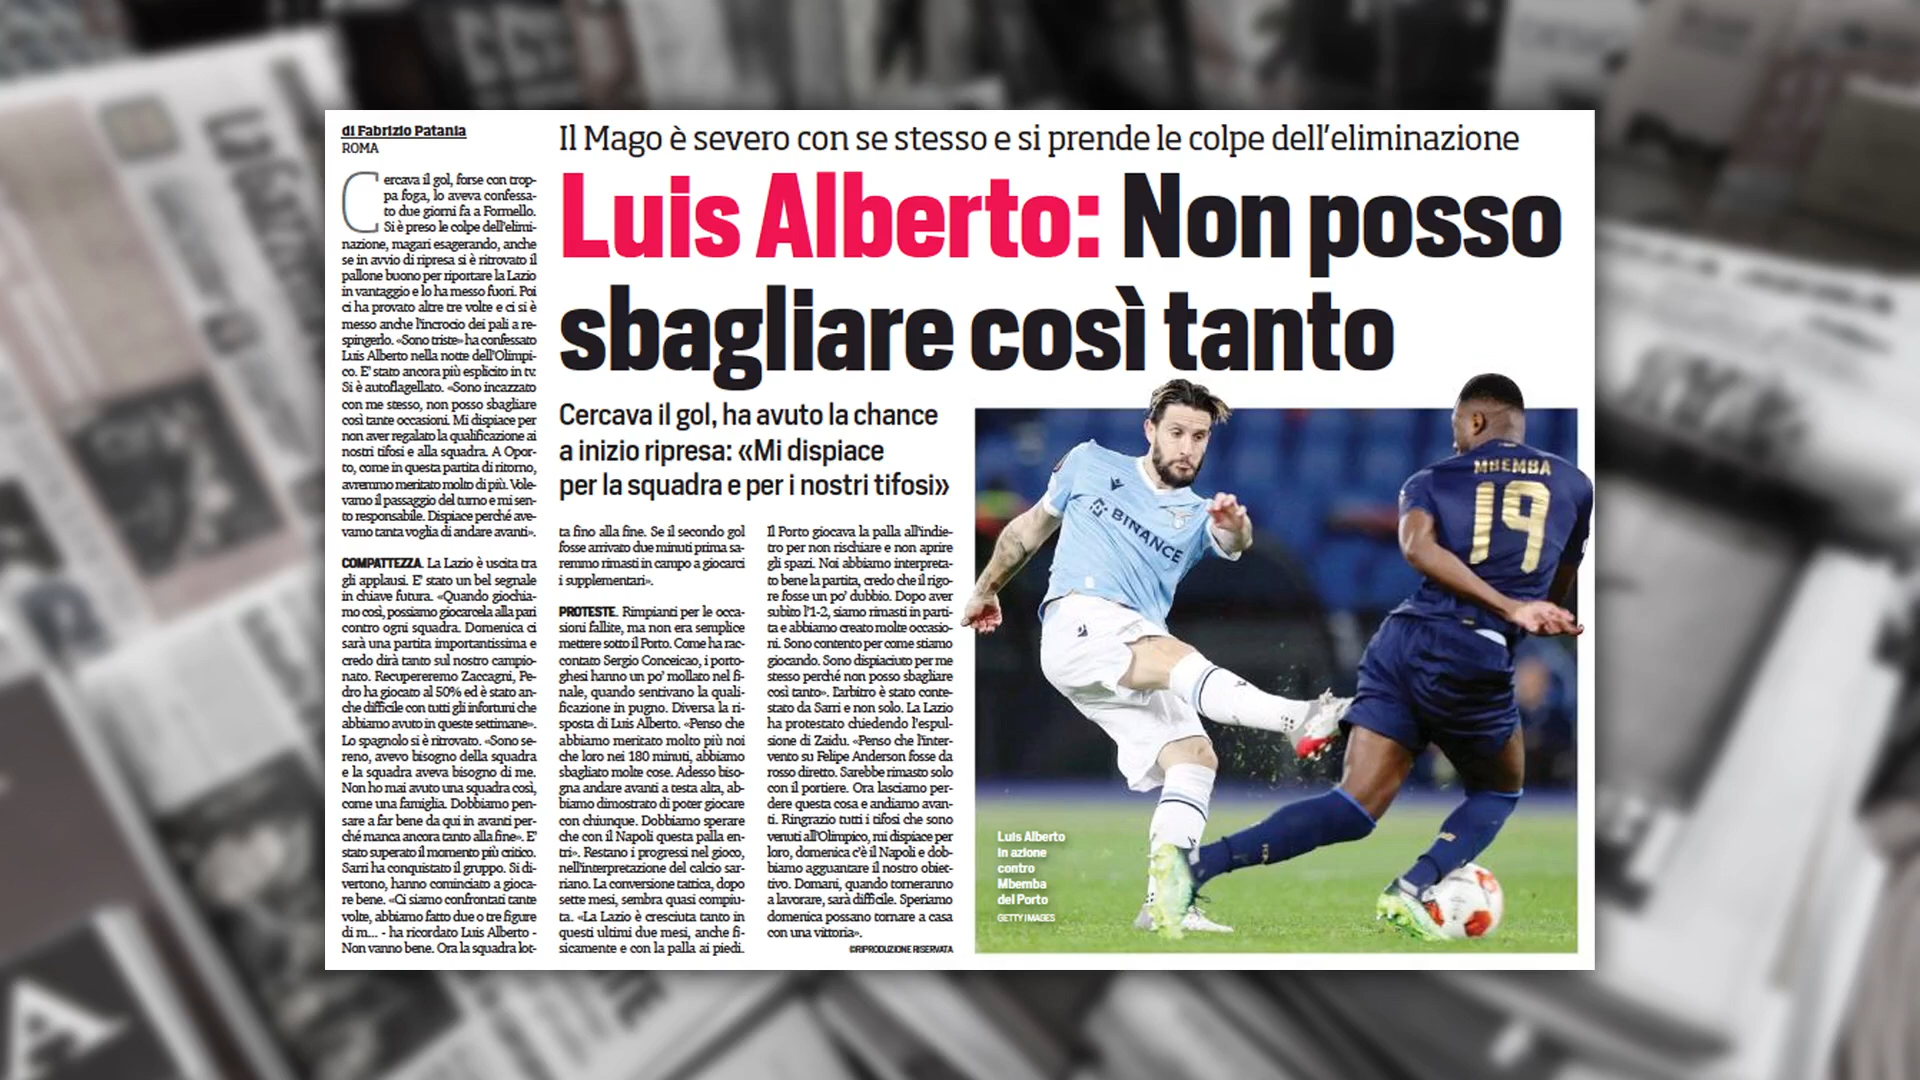 di Fabrizio Patania
ROMA
Il Mago è severo con se stesso e si prende le colpe dell'eliminazione
Luis Alberto: Non posso
sbagliare così tanto
Cercava il gol, ha avuto la chance
a inizio ripresa: «Mi dispiace
per la squadra e per i nostri tifosi»
Cercava il gol, forse con trop-
pa foga, lo aveva confessa-
to due giorni fa a Formello.
Si è preso le colpe dell'elimi-
nazione, magari esagerando, anche
se in avvio di ripresa si è ritrovato il
pallone buono per riportare la Lazio
in vantaggio e lo ha messo fuori. Poi
ci ha provato altre tre volte e ci si è
messo anche l'incrocio dei pali a re-
spingerlo. «Sono triste» ha confessato
Luis Alberto nella notte dell'Olimpi-
co. E' stato ancora più esplicito in tv.
Si è autoflagellato. «Sono incazzato
con me stesso, non posso sbagliare
così tante occasioni. Mi dispiace per
non aver regalato la qualificazione ai
nostri tifosi e alla squadra. A Opor-
to, come in questa partita di ritorno,
avremmo meritato molto di più. Vole-
vamo il passaggio del turno e mi sen-
to responsabile. Dispiace perché ave-
vamo tanta voglia di andare avanti».
COMPATTEZZA. La Lazio è uscita tra
gli applausi. E' stato un bel segnale
in chiave futura. «Quando giochia-
mo così, possiamo giocarcela alla pari
contro ogni squadra. Domenica ci
sarà una partita importantissima e
credo dirà tanto sul nostro campio-
nato. Recupereremo Zaccagni, Pe-
dro ha giocato al 50% ed è stato an-
che difficile con tutti gli infortuni che
abbiamo avuto in queste settimane».
Lo spagnolo si è ritrovato. «Sono se-
reno, avevo bisogno della squadra
e la squadra aveva bisogno di me.
Non ho mai avuto una squadra così,
come una famiglia. Dobbiamo pen-
sare a far bene da qui in avanti per-
ché manca ancora tanto alla fine». E'
stato superato il momento più critico.
Sarri ha conquistato il gruppo. Si di-
vertono, hanno cominciato a gioca-
re bene. «Ci siamo confrontati tante
volte, abbiamo fatto due o tre figure
di m... - ha ricordato Luis Alberto -
Non vanno bene. Ora la squadra lot-
ta fino alla fine. Se il secondo gol
fosse arrivato due minuti prima sa-
remmo rimasti in campo a giocarci
i supplementari».
PROTESTE. Rimpianti per le occa-
sioni fallite, ma non era semplice
mettere sotto il Porto. Come ha rac-
contato Sergio Conceicao, i porto-
ghesi hanno un po' mollato nel fi-
nale, quando sentivano la quali-
ficazione in pugno. Diversa la ri-
sposta di Luis Alberto. «Penso che
abbiamo meritato molto più noi
che loro nei 180 minuti, abbiamo
sbagliato molte cose. Adesso biso-
gna andare avanti a testa alta, ab-
biamo dimostrato di poter giocare
con chiunque. Dobbiamo sperare
che con il Napoli questa palla en-
tri». Restano i progressi nel gioco,
nell'interpretazione del calcio sar-
riano. La conversione tattica, dopo
sette mesi, sembra quasi compiu-
ta. «La Lazio è cresciuta tanto in
questi ultimi due mesi, anche fi-
sicamente e con la palla ai piedi.
Il Porto giocava la palla all'indie-
tro per non rischiare e non aprire
gli spazi. Noi abbiamo interpreta-
to bene la partita, credo che il rigo-
re fosse un po' dubbio. Dopo aver
subìto l'1-2, siamo rimasti in parti-
ta e abbiamo creato molte occasio-
ni. Sono contento per come stiamo
giocando. Sono dispiaciuto per me
stesso perché non posso sbagliare
così tanto». L'arbitro è stato conte-
stato da Sarri e non solo. La Lazio
ha protestato chiedendo l'espul-
sione di Zaidu. «Penso che l'inter-
vento su Felipe Anderson fosse da
rosso diretto. Sarebbe rimasto solo
con il portiere. Ora lasciamo per-
dere questa cosa e andiamo avan-
ti. Ringrazio tutti i tifosi che sono
venuti all'Olimpico, mi dispiace per
loro, domenica c'è il Napoli e dob-
biamo agguantare il nostro obiet-
tivo. Domani, quando torneranno
a lavorare, sarà difficile. Speriamo
domenica possano tornare a casa
con una vittoria».
©RIPRODUZIONE RISERVATA
BINANCE
MBEMBA
19
Luis Alberto
in azione
contro
Mbemba
del Porto
GETTY IMAGES